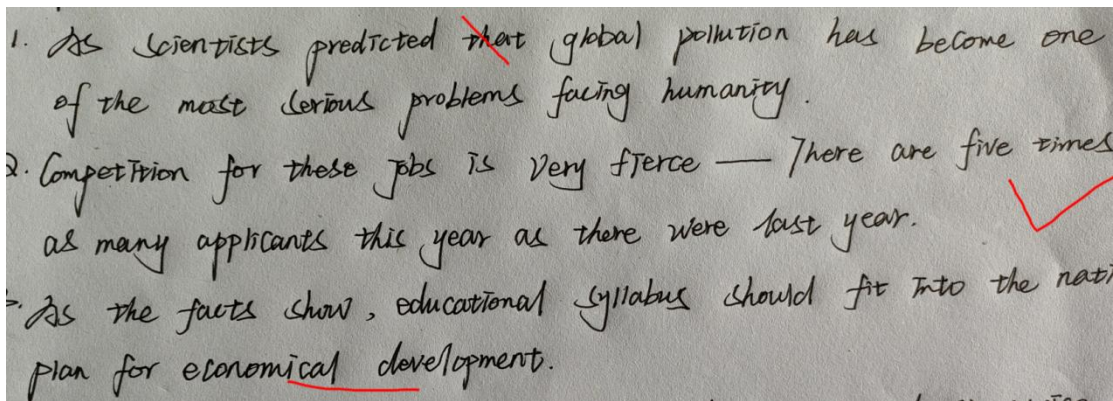 1. As scientists predicted that global pollution has become one
of the most serious problems facing humanity.
2. Competition for these jobs is very fierce — There are five times
as many applicants this year as there were last year.
As the facts show, educational syllabus should fit into the nati
plan for economical development.